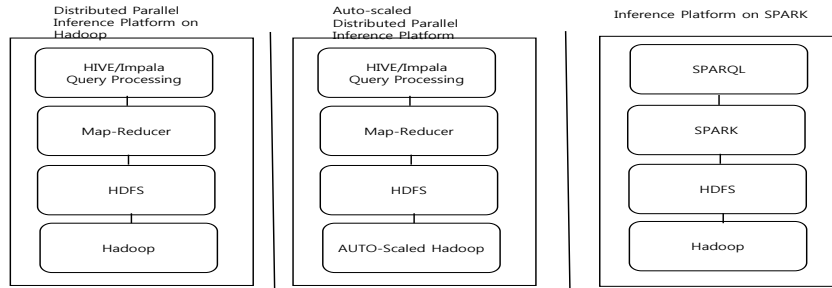 Distributed Parallel
Inference Platform on
Hadoop
HIVE/Impala
Query Processing
Map-Reducer
HDFS
Hadoop
Auto-scaled
Distributed Parallel
Inference Platform
HIVE/Impala
Query Processing
Map-Reducer
HDFS
AUTO-Scaled Hadoop
Inference Platform on SPARK
SPARQL
SPARK
HDFS
Hadoop